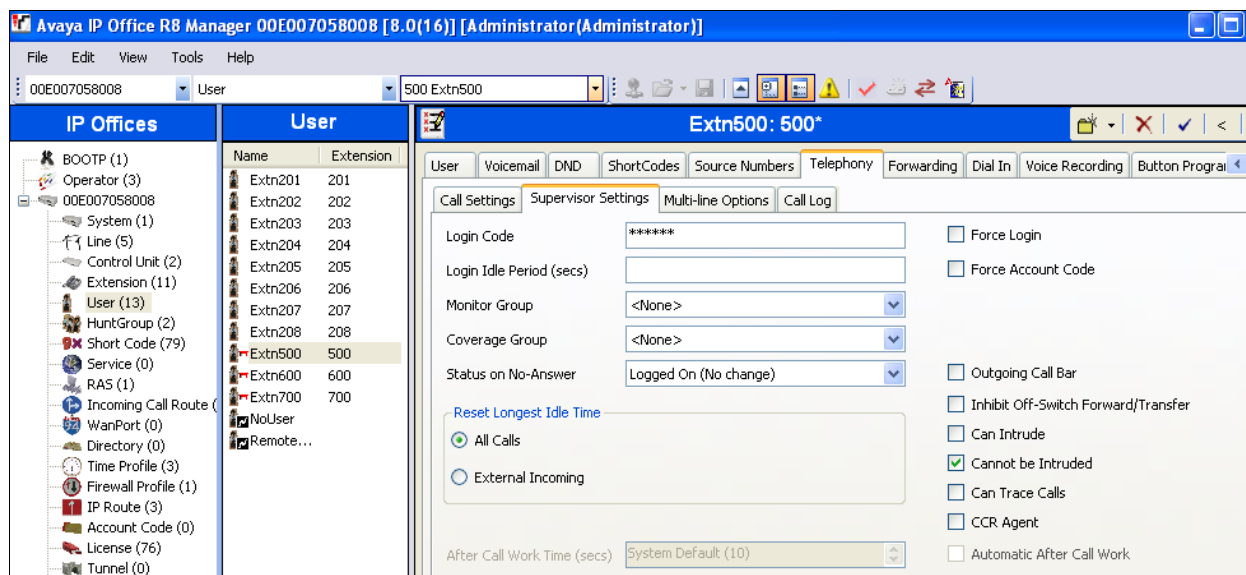 Avaya IP Office R8 Manager 00E007058008 [8.0(16)] [Administrator(Administrator)]
File Edit View Tools Help
00E007058008 User 500 Extn500
IP Offices
BOOTP (1)
Operator (3)
00E007058008
System (1)
Line (5)
Control Unit (2)
Extension (11)
User (13)
HuntGroup (2)
Short Code (79)
Service (0)
RAS (1)
Incoming Call Route (
WanPort (0)
Directory (0)
Time Profile (3)
Firewall Profile (1)
IP Route (3)
Account Code (0)
License (76)
Tunnel (0)
User
Name Extension
Extn201 201
Extn202 202
Extn203 203
Extn204 204
Extn205 205
Extn206 206
Extn207 207
Extn208 208
Extn500 500
Extn600 600
Extn700 700
NoUser
Remote...
Extn500: 500*
User Voicemail DND ShortCodes Source Numbers Telephony Forwarding Dial In Voice Recording Button Prograi
Call Settings Supervisor Settings Multi-line Options Call Log
Login Code ****** Force Login
Login Idle Period (secs) Force Account Code
Monitor Group <None>
Coverage Group <None>
Status on No-Answer Logged On (No change) Outgoing Call Bar
Reset Longest Idle Time Inhibit Off-Switch Forward/Transfer
All Calls Can Intrude
Cannot be Intruded
External Incoming Can Trace Calls
CCR Agent
After Call Work Time (secs) System Default (10) Automatic After Call Work